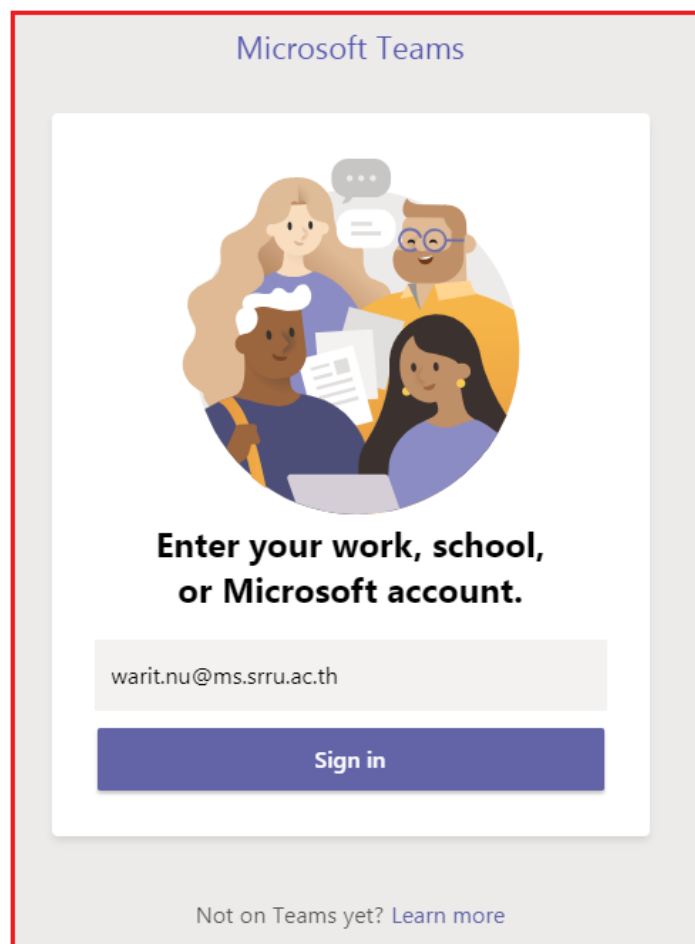 Microsoft Teams
Enter your work, school,
or Microsoft account.
warit.nu@ms.srru.ac.th
Sign in
Not on Teams yet? Learn more